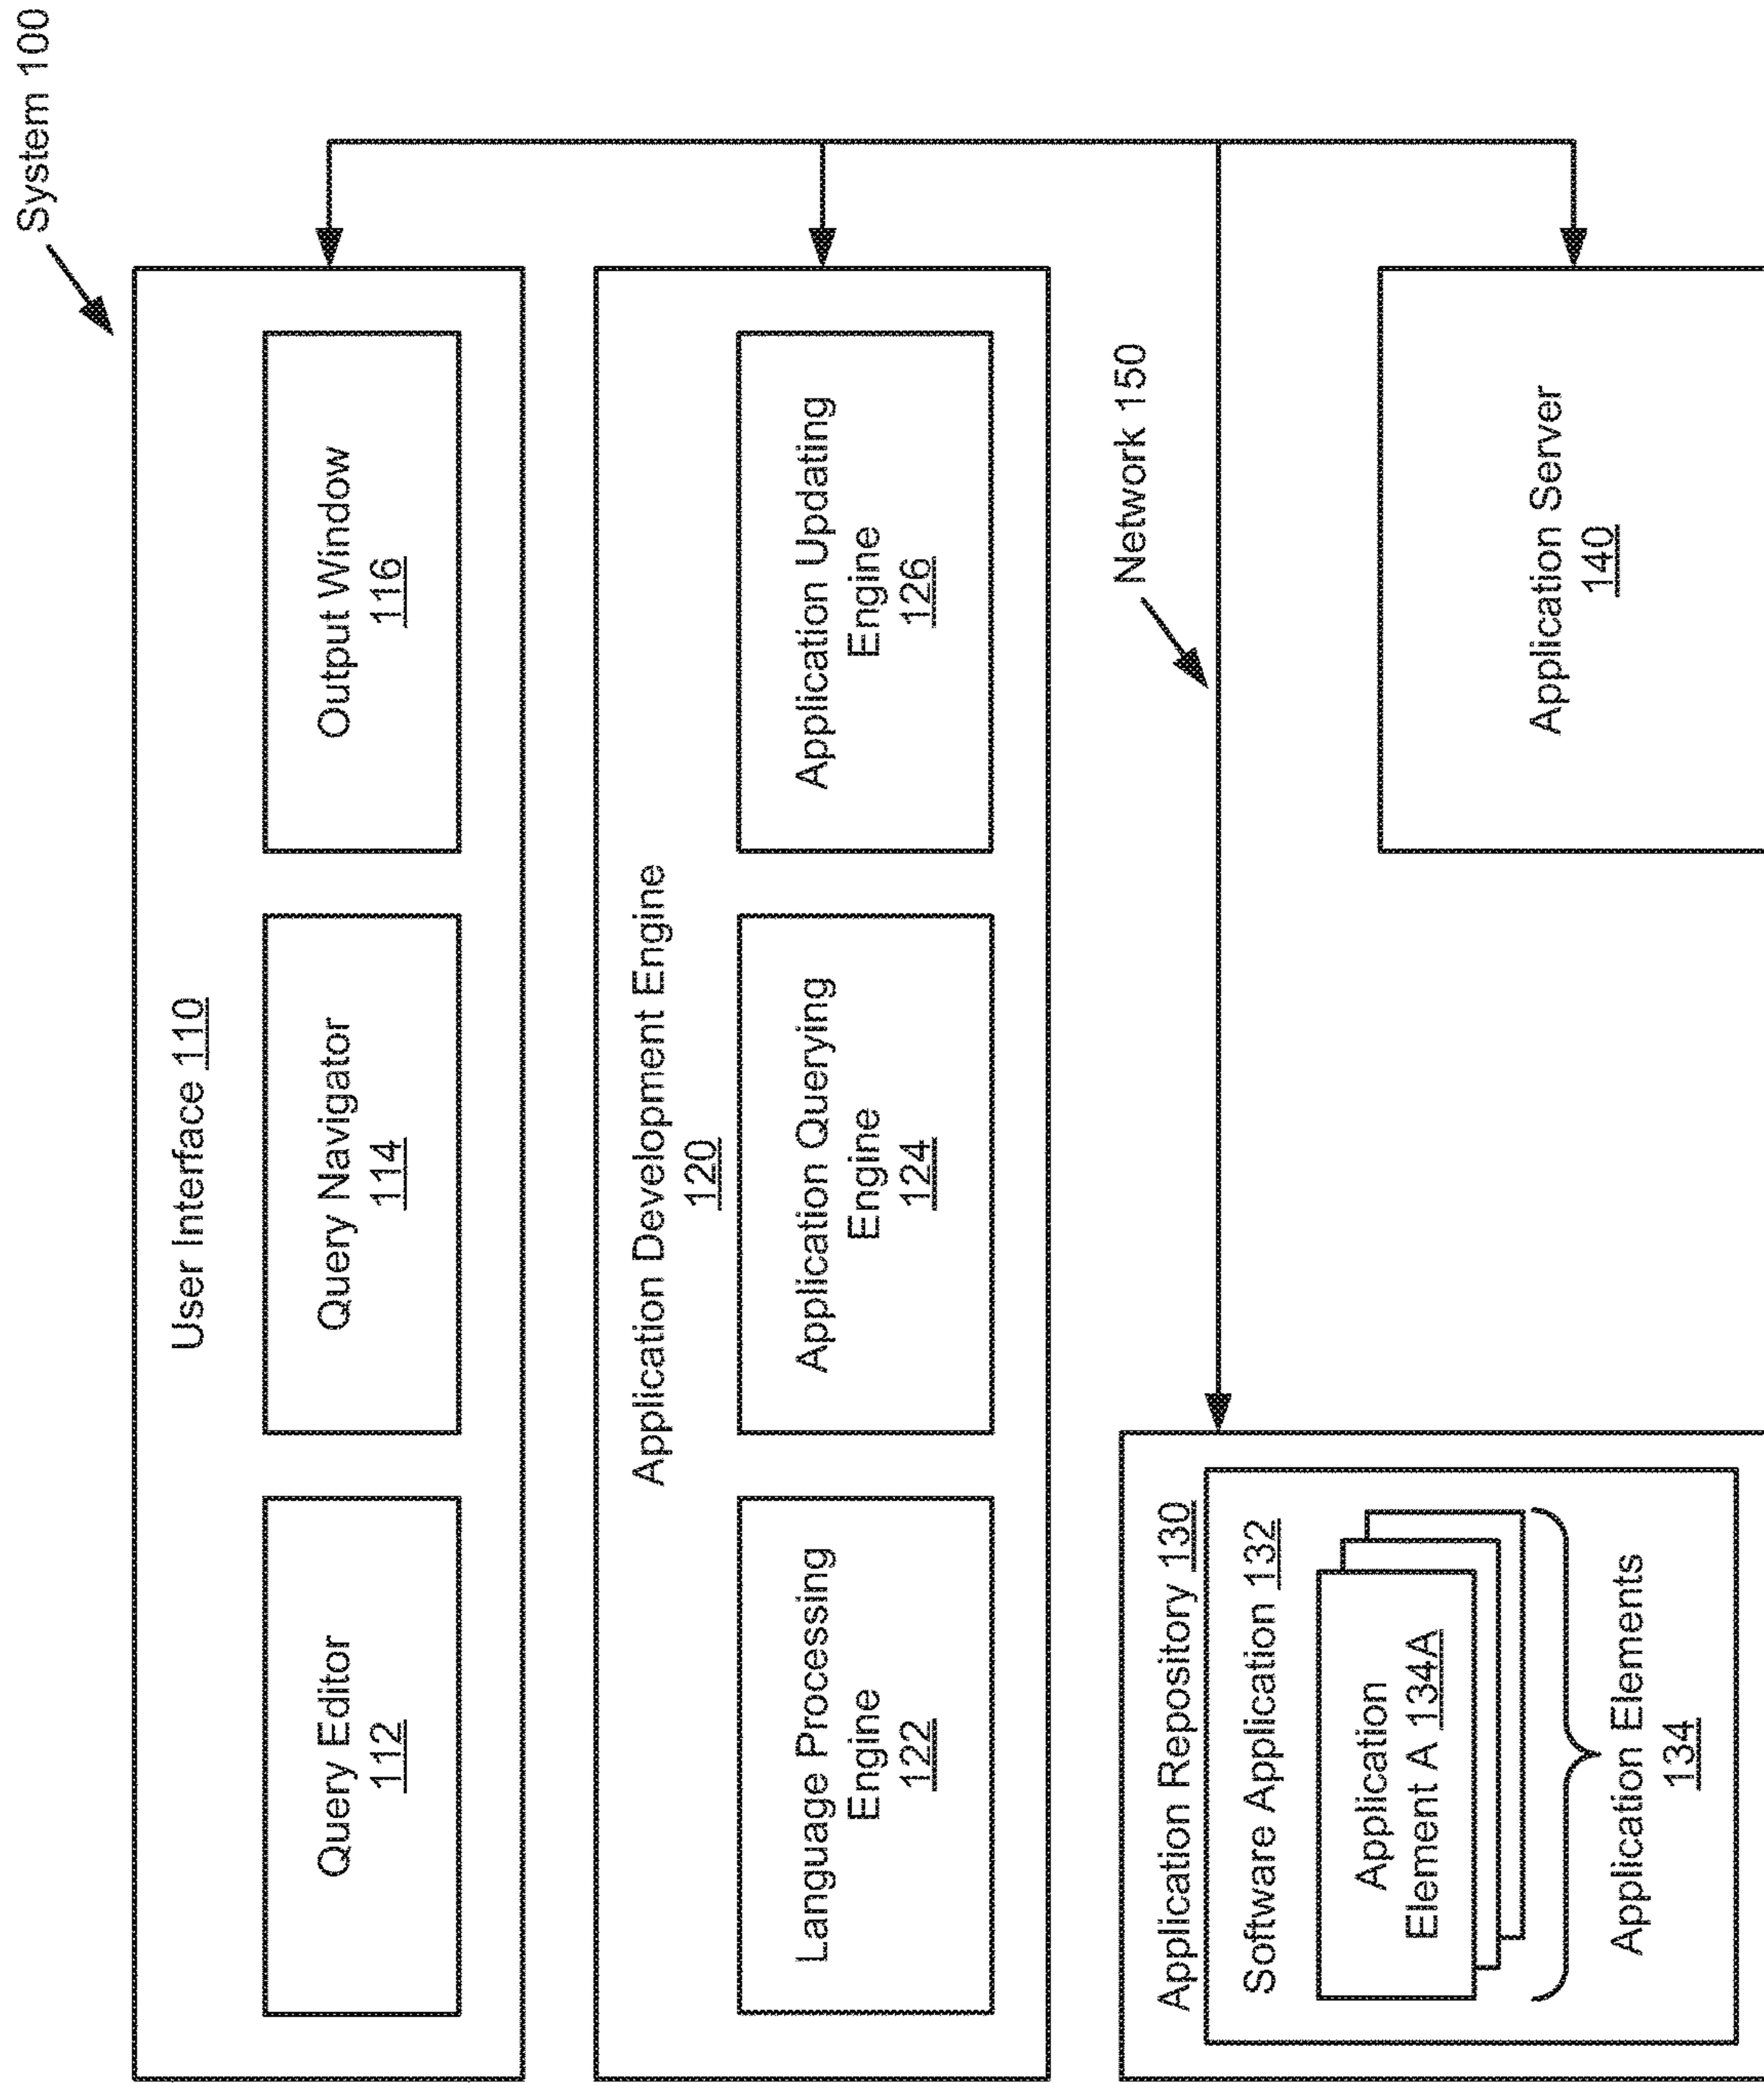 System 100
User Interface 110
Query Editor
112
Query Navigator
114
Output Window
116
Application Development Engine
120
Language Processing
Engine
122
Application Querying
Engine
124
Application Updating
Engine
126
Network 150
Application Repository 130
Software Application 132
Application
Element A 134A
Application Elements
134
Application Server
140